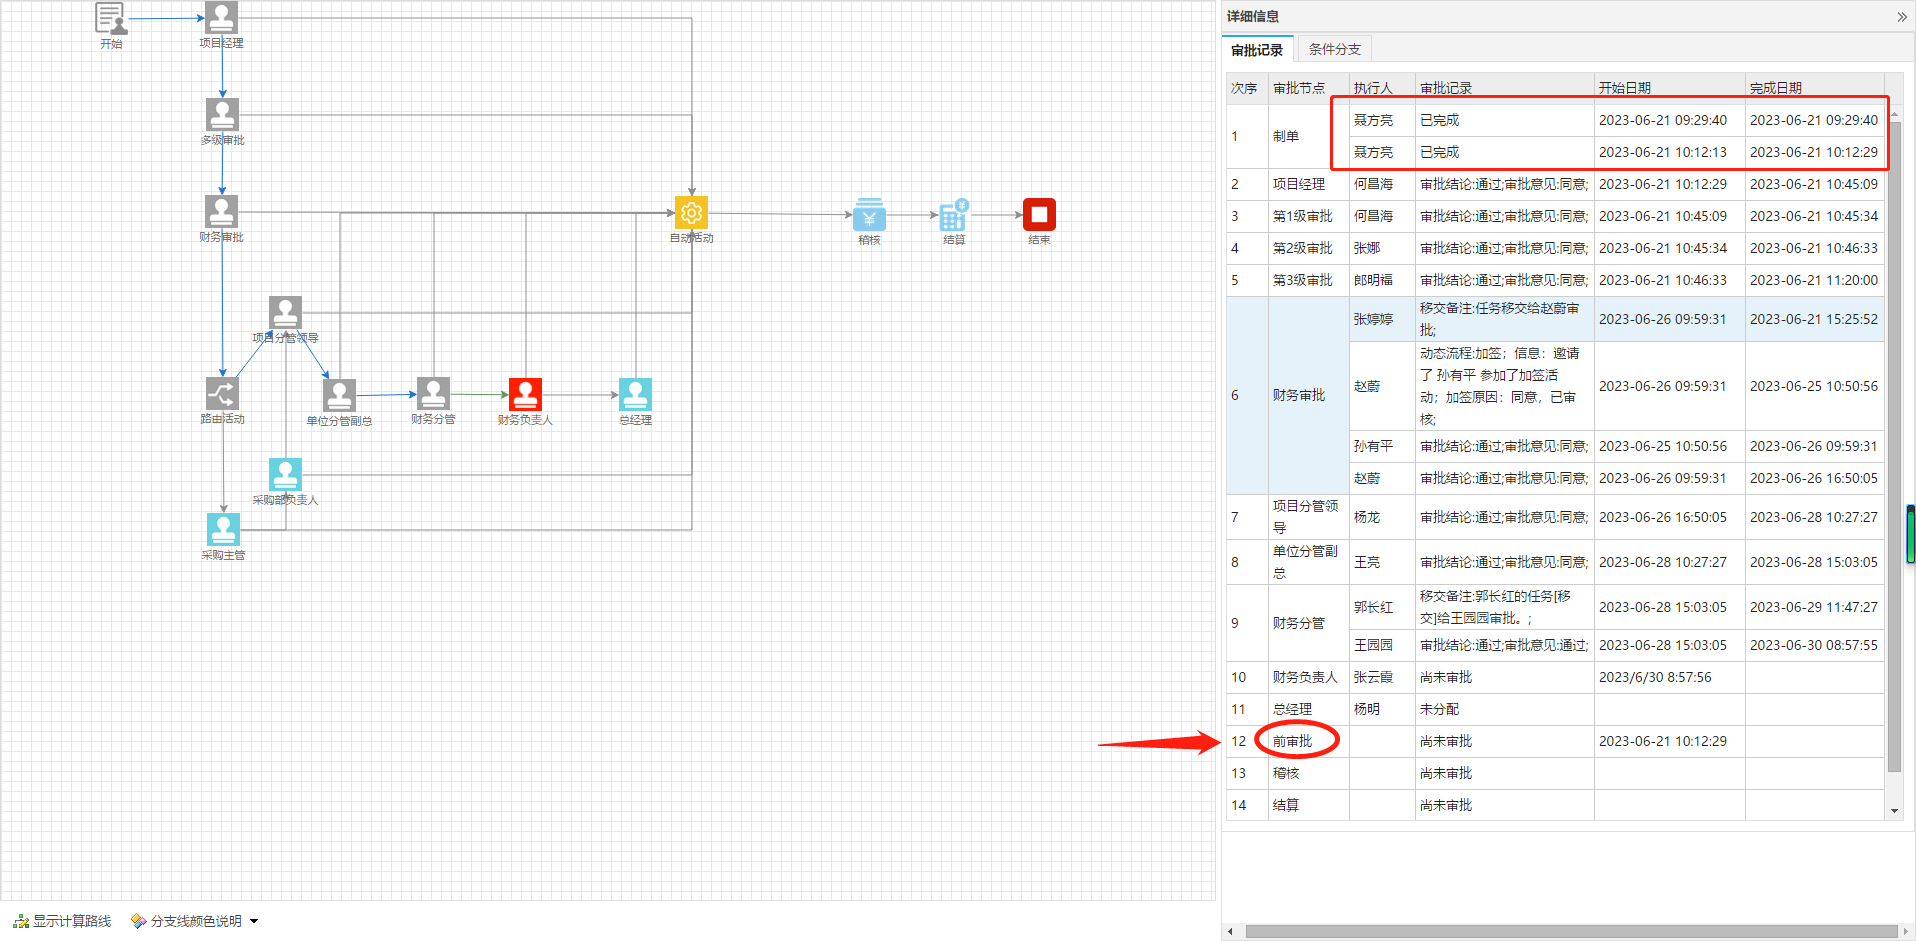 开始
项目经理
多级审批
财务审批
自动活动
稽核
结算
结束
项目分管领导
路由活动
单位分管副总
财务分管
财务负责人
总经理
采购部负责人
采购主管
显示计算路线
分支线颜色说明
详细信息
审批记录 条件分支
次序 审批节点 执行人 审批记录 开始日期 完成日期
1 制单 聂方亮 已完成 2023-06-21 09:29:40 2023-06-21 09:29:40
聂方亮 已完成 2023-06-21 10:12:13 2023-06-21 10:12:29
2 项目经理 何昌海 审批结论:通过;审批意见:同意; 2023-06-21 10:12:29 2023-06-21 10:45:09
3 第1级审批 何昌海 审批结论:通过;审批意见:同意; 2023-06-21 10:45:09 2023-06-21 10:45:34
4 第2级审批 张娜 审批结论:通过;审批意见:同意; 2023-06-21 10:45:34 2023-06-21 10:46:33
5 第3级审批 郎明福 审批结论:通过;审批意见:同意; 2023-06-21 10:46:33 2023-06-21 11:20:00
6 财务审批 张婷婷 移交备注:任务移交给赵蔚审
批; 2023-06-26 09:59:31 2023-06-21 15:25:52
赵蔚 动态流程:加签；信息：邀请
了 孙有平 参加了加签活
动；加签原因：同意，已审
核; 2023-06-26 09:59:31 2023-06-25 10:50:56
孙有平 审批结论:通过;审批意见:同意; 2023-06-25 10:50:56 2023-06-26 09:59:31
赵蔚 审批结论:通过;审批意见:同意; 2023-06-26 09:59:31 2023-06-26 16:50:05
7 项目分管领
导 杨龙 审批结论:通过;审批意见:同意; 2023-06-26 16:50:05 2023-06-28 10:27:27
8 单位分管副
总 王亮 审批结论:通过;审批意见:同意; 2023-06-28 10:27:27 2023-06-28 15:03:05
9 财务分管 郭长红 移交备注:郭长红的任务[移
交]给王园园审批。; 2023-06-28 15:03:05 2023-06-29 11:47:27
王园园 审批结论:通过;审批意见:通过; 2023-06-28 15:03:05 2023-06-30 08:57:55
10 财务负责人 张云霞 尚未审批 2023/6/30 8:57:56
11 总经理 杨明 未分配
12 前审批 尚未审批 2023-06-21 10:12:29
13 稽核 尚未审批
14 结算 尚未审批